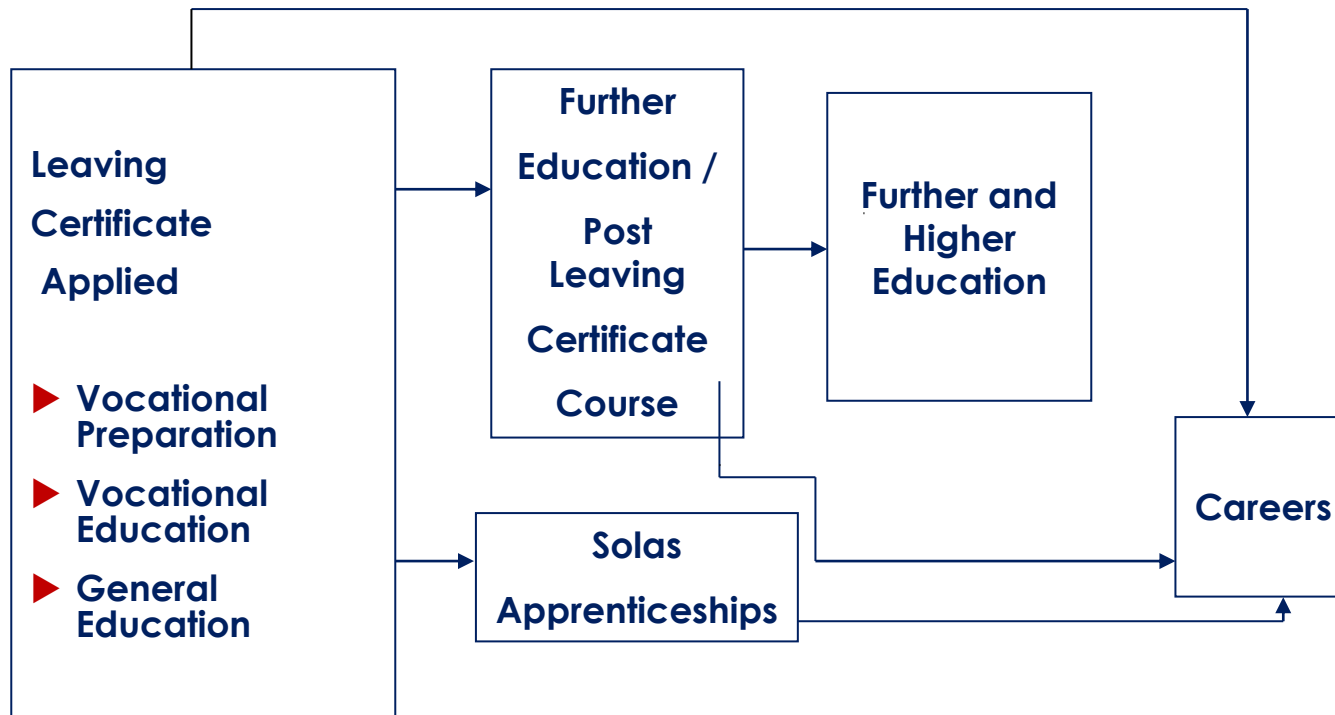 Leaving
Certificate
Applied
Vocational
Preparation
Vocational
Education
General
Education
Further
Education /
Post
Leaving
Certificate
Course
Solas
Apprenticeships
Further and
Higher
Education
Careers